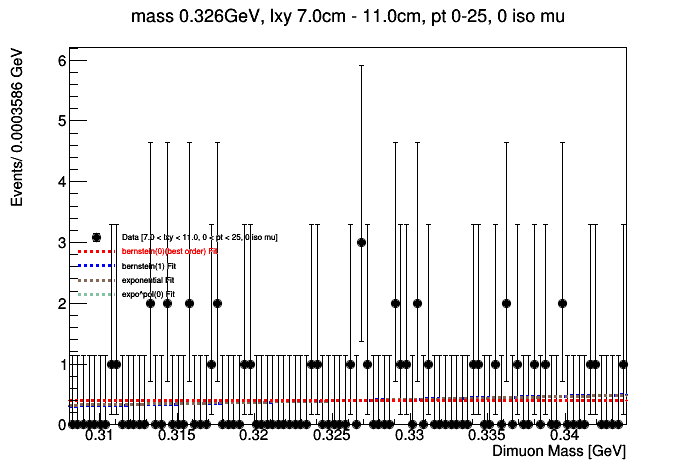 mass 0.326GeV, lxy 7.0cm - 11.0cm, pt 0-25, 0 iso mu
Events/ 0.0003586 GeV
6
5
4
3
2
1
0
Data [7.0 < lxy < 11.0, 0 < pt < 25, 0 iso mu]
bernstein(0)(best order) Fit
bernstein(1) Fit
exponential Fit
expo*pol(0) Fit
0.31 0.315 0.32 0.325 0.33 0.335 0.34
Dimuon Mass [GeV]